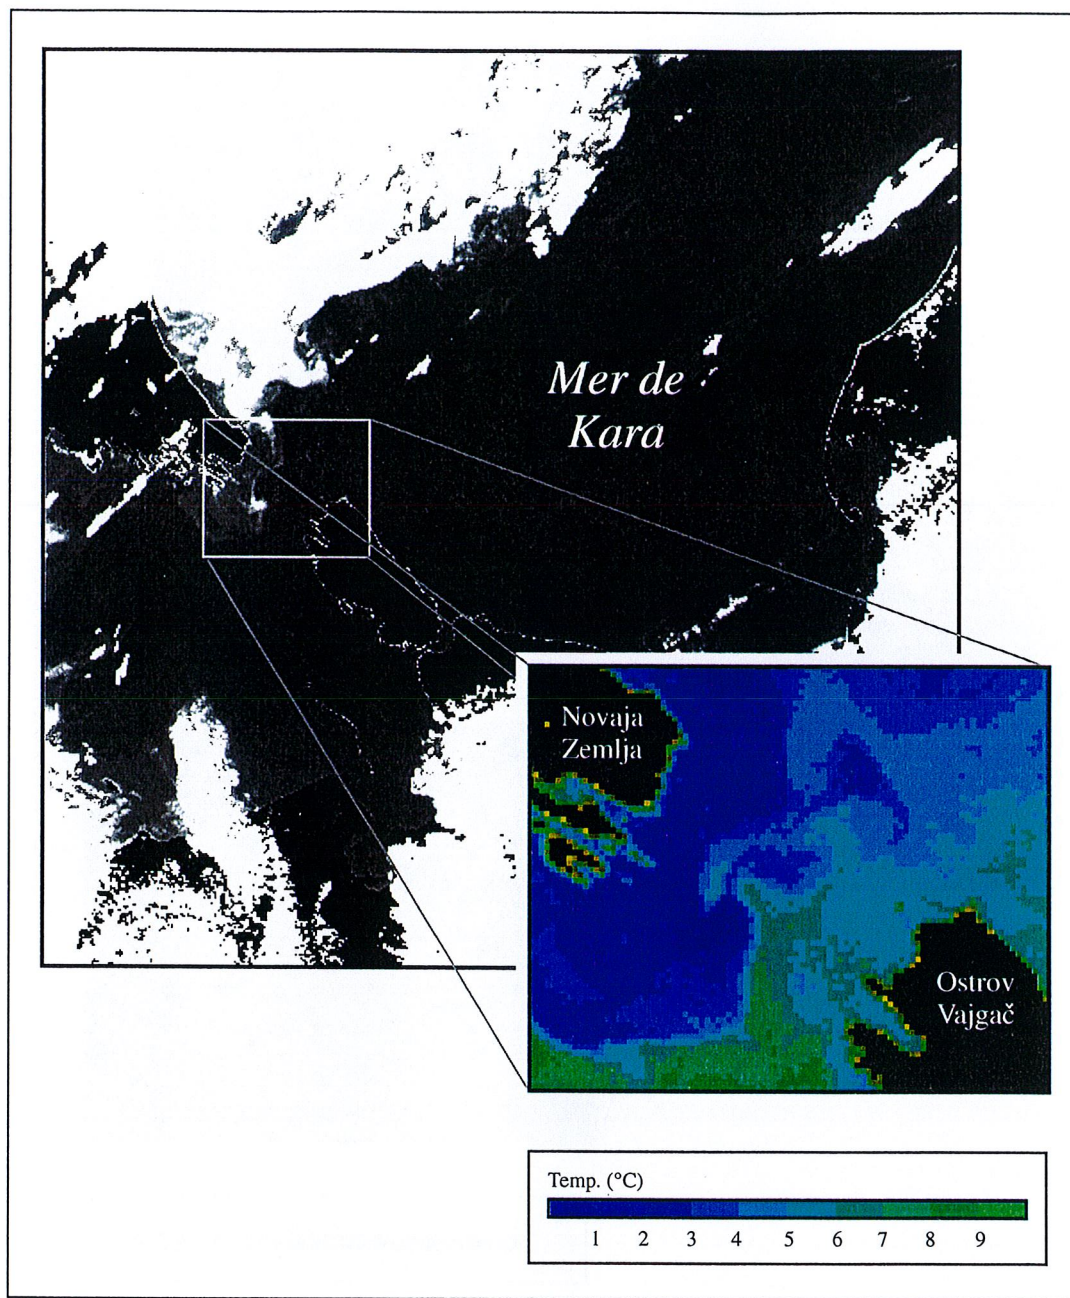 Mer de
Kara
Novaja
Zemlja
Ostrov
Vajgač
Temp. (°C)
1 2 3 4 5 6 7 8 9